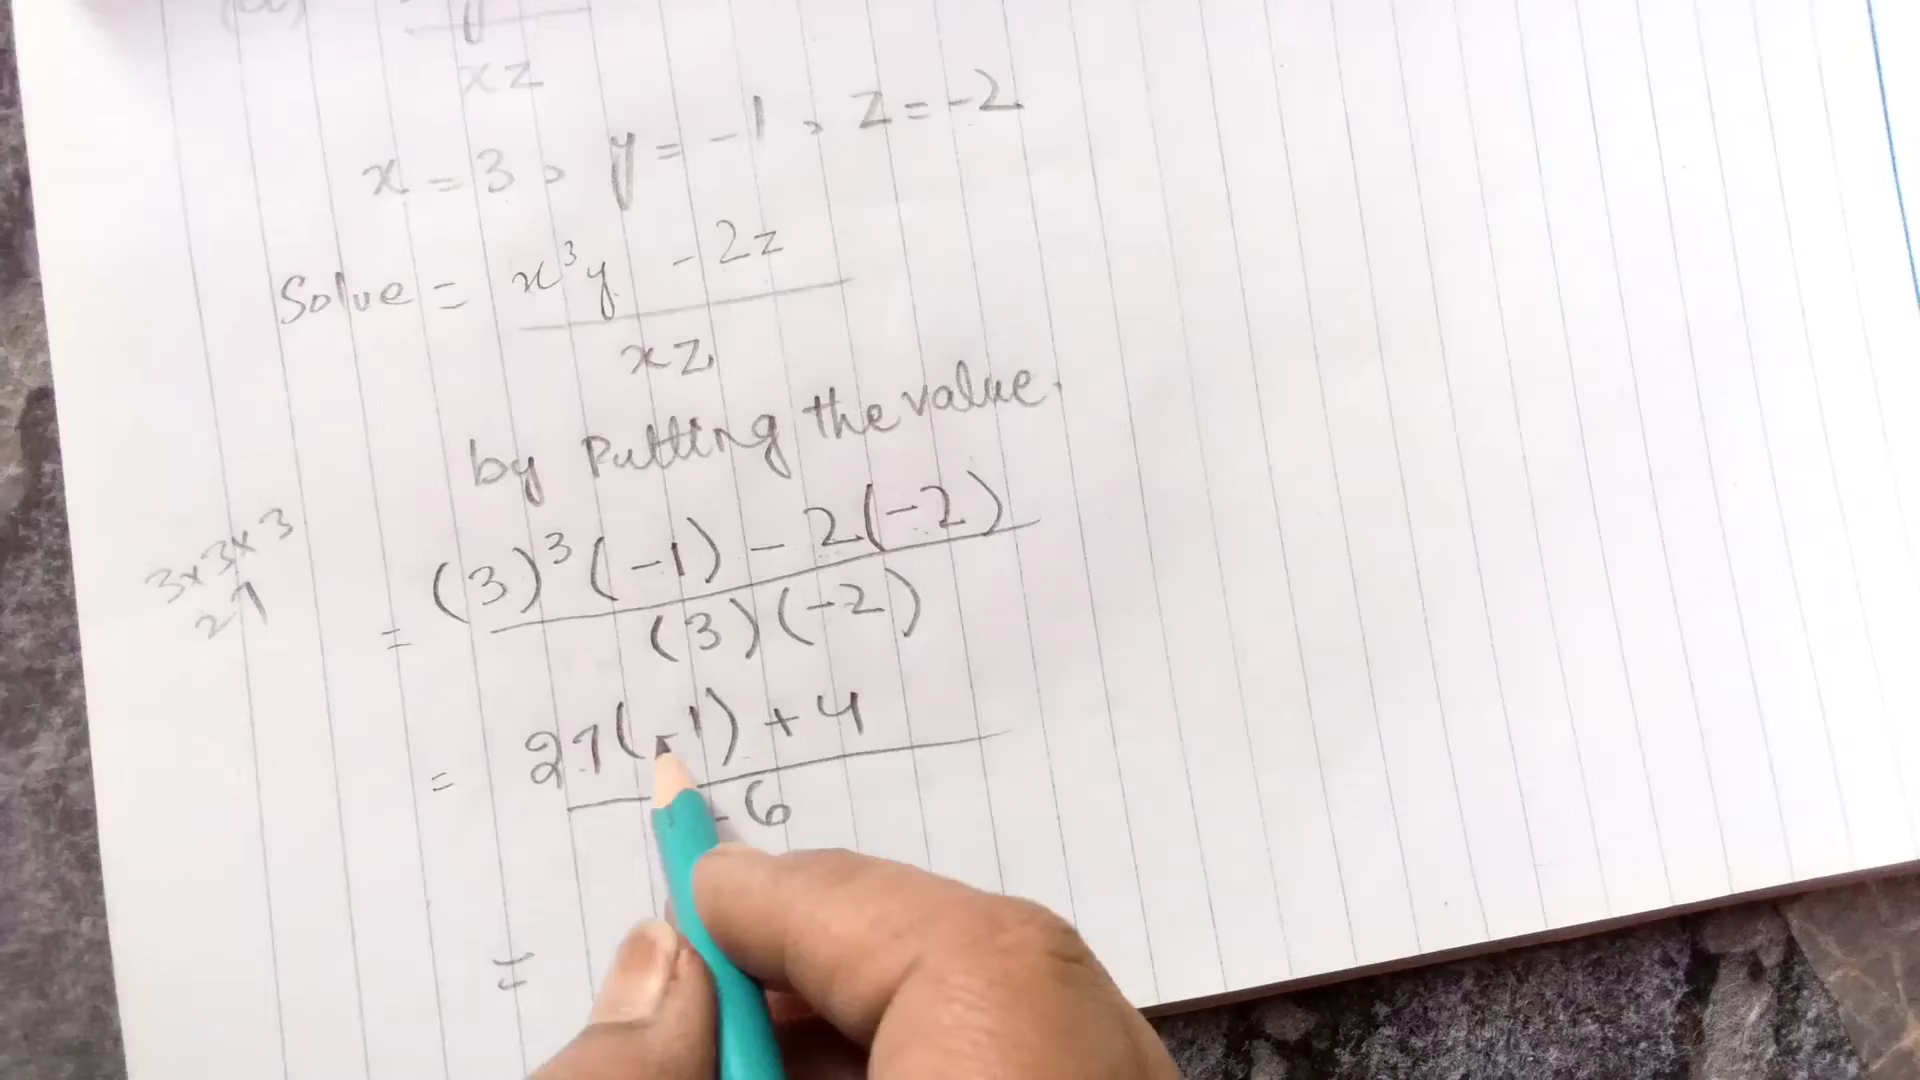 y
xz
x = 3, y = -1, z = -2
Solve = x³y - 2z
xz
by Putting the value.
3×3×3
27
= (3)³(-1) - 2(-2)
(3)(-2)
= 27(-1) + 4
-6
=